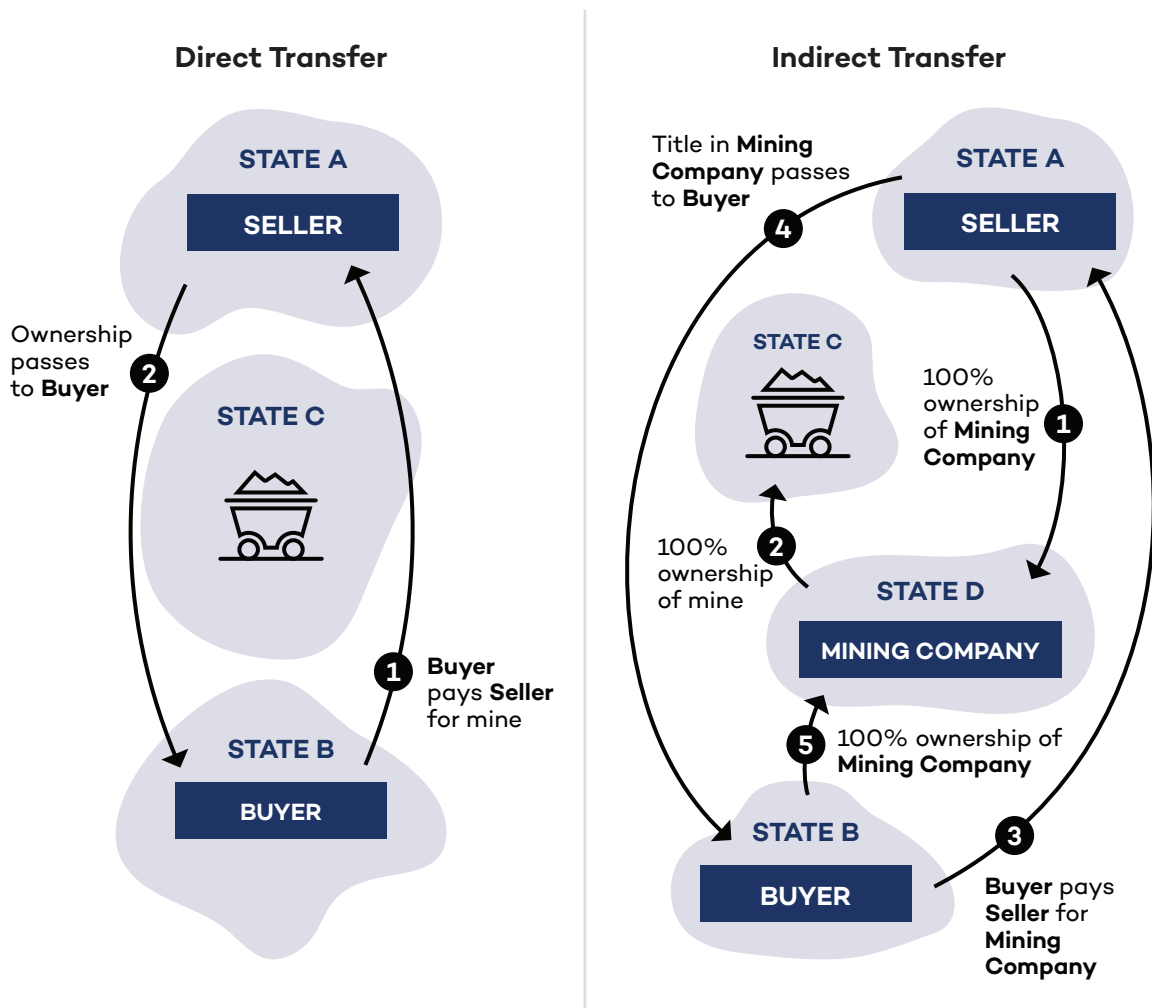 Direct Transfer
STATE A
SELLER
Ownership
passes
to Buyer
2
STATE C
1
Buyer
pays Seller
for mine
STATE B
BUYER
Indirect Transfer
Title in Mining
Company passes
to Buyer
4
STATE A
SELLER
STATE C
100%
ownership
of Mining
Company
1
100%
ownership
of mine
2
STATE D
MINING COMPANY
5
100% ownership of
Mining Company
STATE B
BUYER
3
Buyer pays
Seller for
Mining
Company